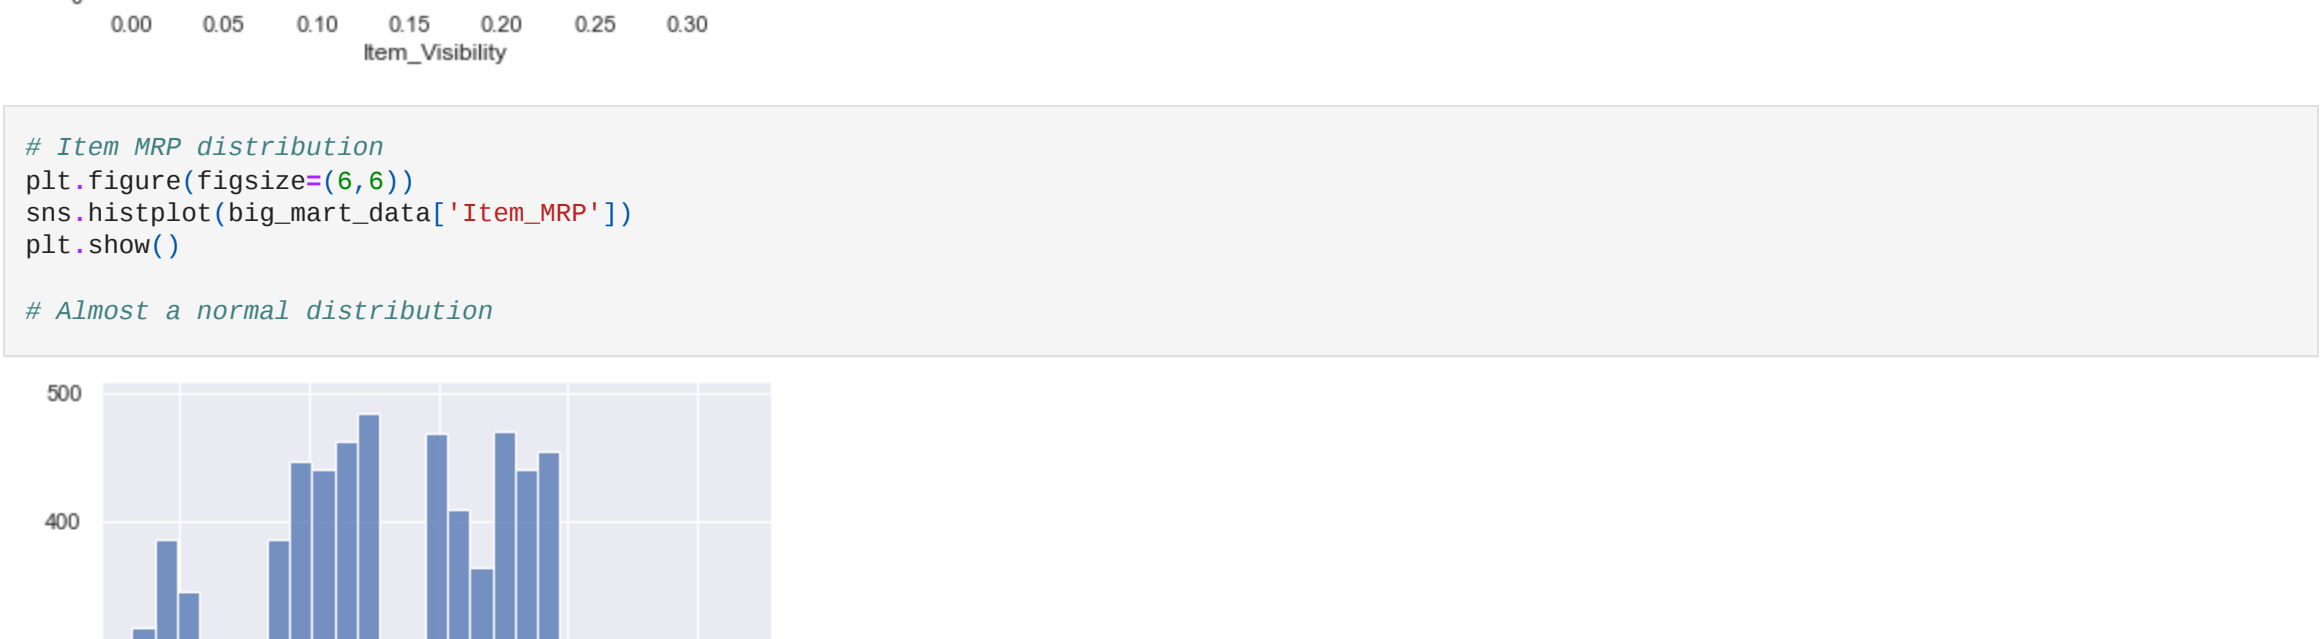 0.00 0.05 0.10 0.15 0.20 0.25 0.30
Item_Visibility
# Item MRP distribution
plt.figure(figsize=(6,6))
sns.histplot(big_mart_data['Item_MRP'])
plt.show()
# Almost a normal distribution
500
400